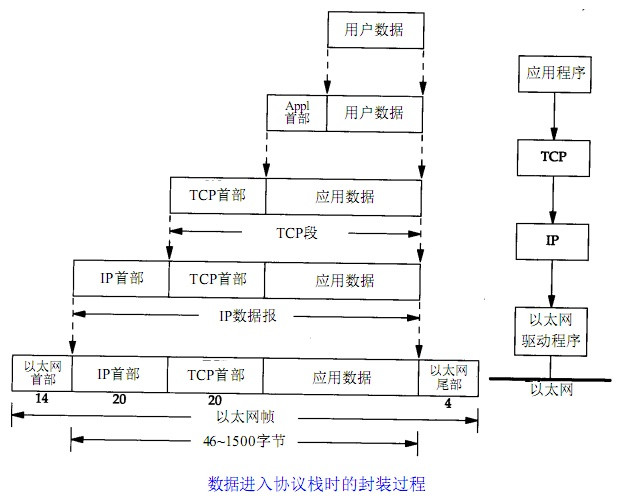 用户数据
应用程序
Appl
首部
用户数据
TCP
TCP首部
应用数据
TCP段
IP
IP首部
TCP首部
应用数据
IP数据报
以太网
驱动程序
以太网
首部
IP首部
TCP首部
应用数据
以太网
尾部
以太网
14
20
20
4
以太网帧
46~1500字节
数据进入协议栈时的封装过程